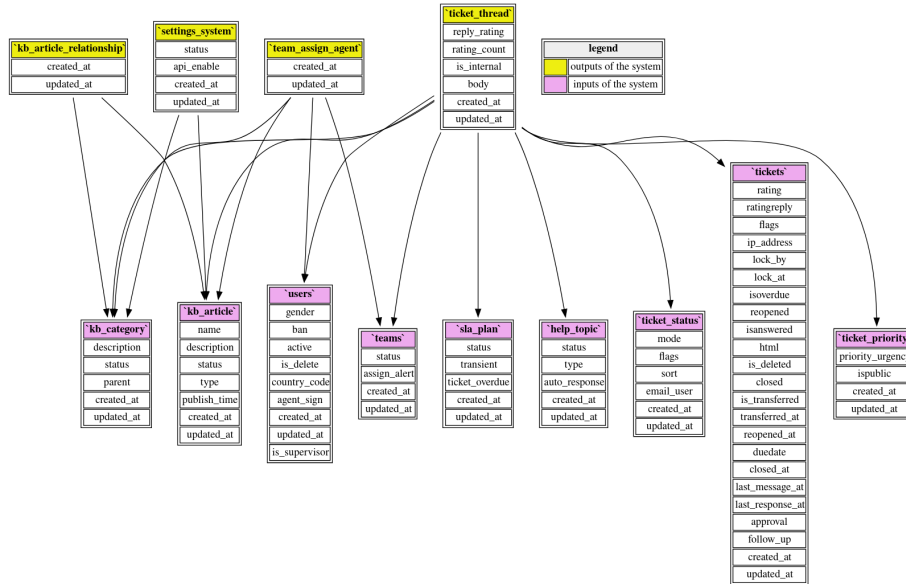 `kb_article_relationship`
created_at
updated_at
`settings_system`
status
api_enable
created_at
updated_at
`team_assign_agent`
created_at
updated_at
`ticket_thread`
reply_rating
rating_count
is_internal
body
created_at
updated_at
legend
outputs of the system
inputs of the system
`kb_category`
description
status
parent
created_at
updated_at
`kb_article`
name
description
status
type
publish_time
created_at
updated_at
`users`
gender
ban
active
is_delete
country_code
agent_sign
created_at
updated_at
is_supervisor
`teams`
status
assign_alert
created_at
updated_at
`sla_plan`
status
transient
ticket_overdue
created_at
updated_at
`help_topic`
status
type
auto_response
created_at
updated_at
`ticket_status`
mode
flags
sort
email_user
created_at
updated_at
`tickets`
rating
ratingreply
flags
ip_address
lock_by
lock_at
isoverdue
reopened
isanswered
html
is_deleted
closed
is_transferred
transferred_at
reopened_at
duedate
closed_at
last_message_at
last_response_at
approval
follow_up
created_at
updated_at
`ticket_priority
priority_urgency
ispublic
created_at
updated_at